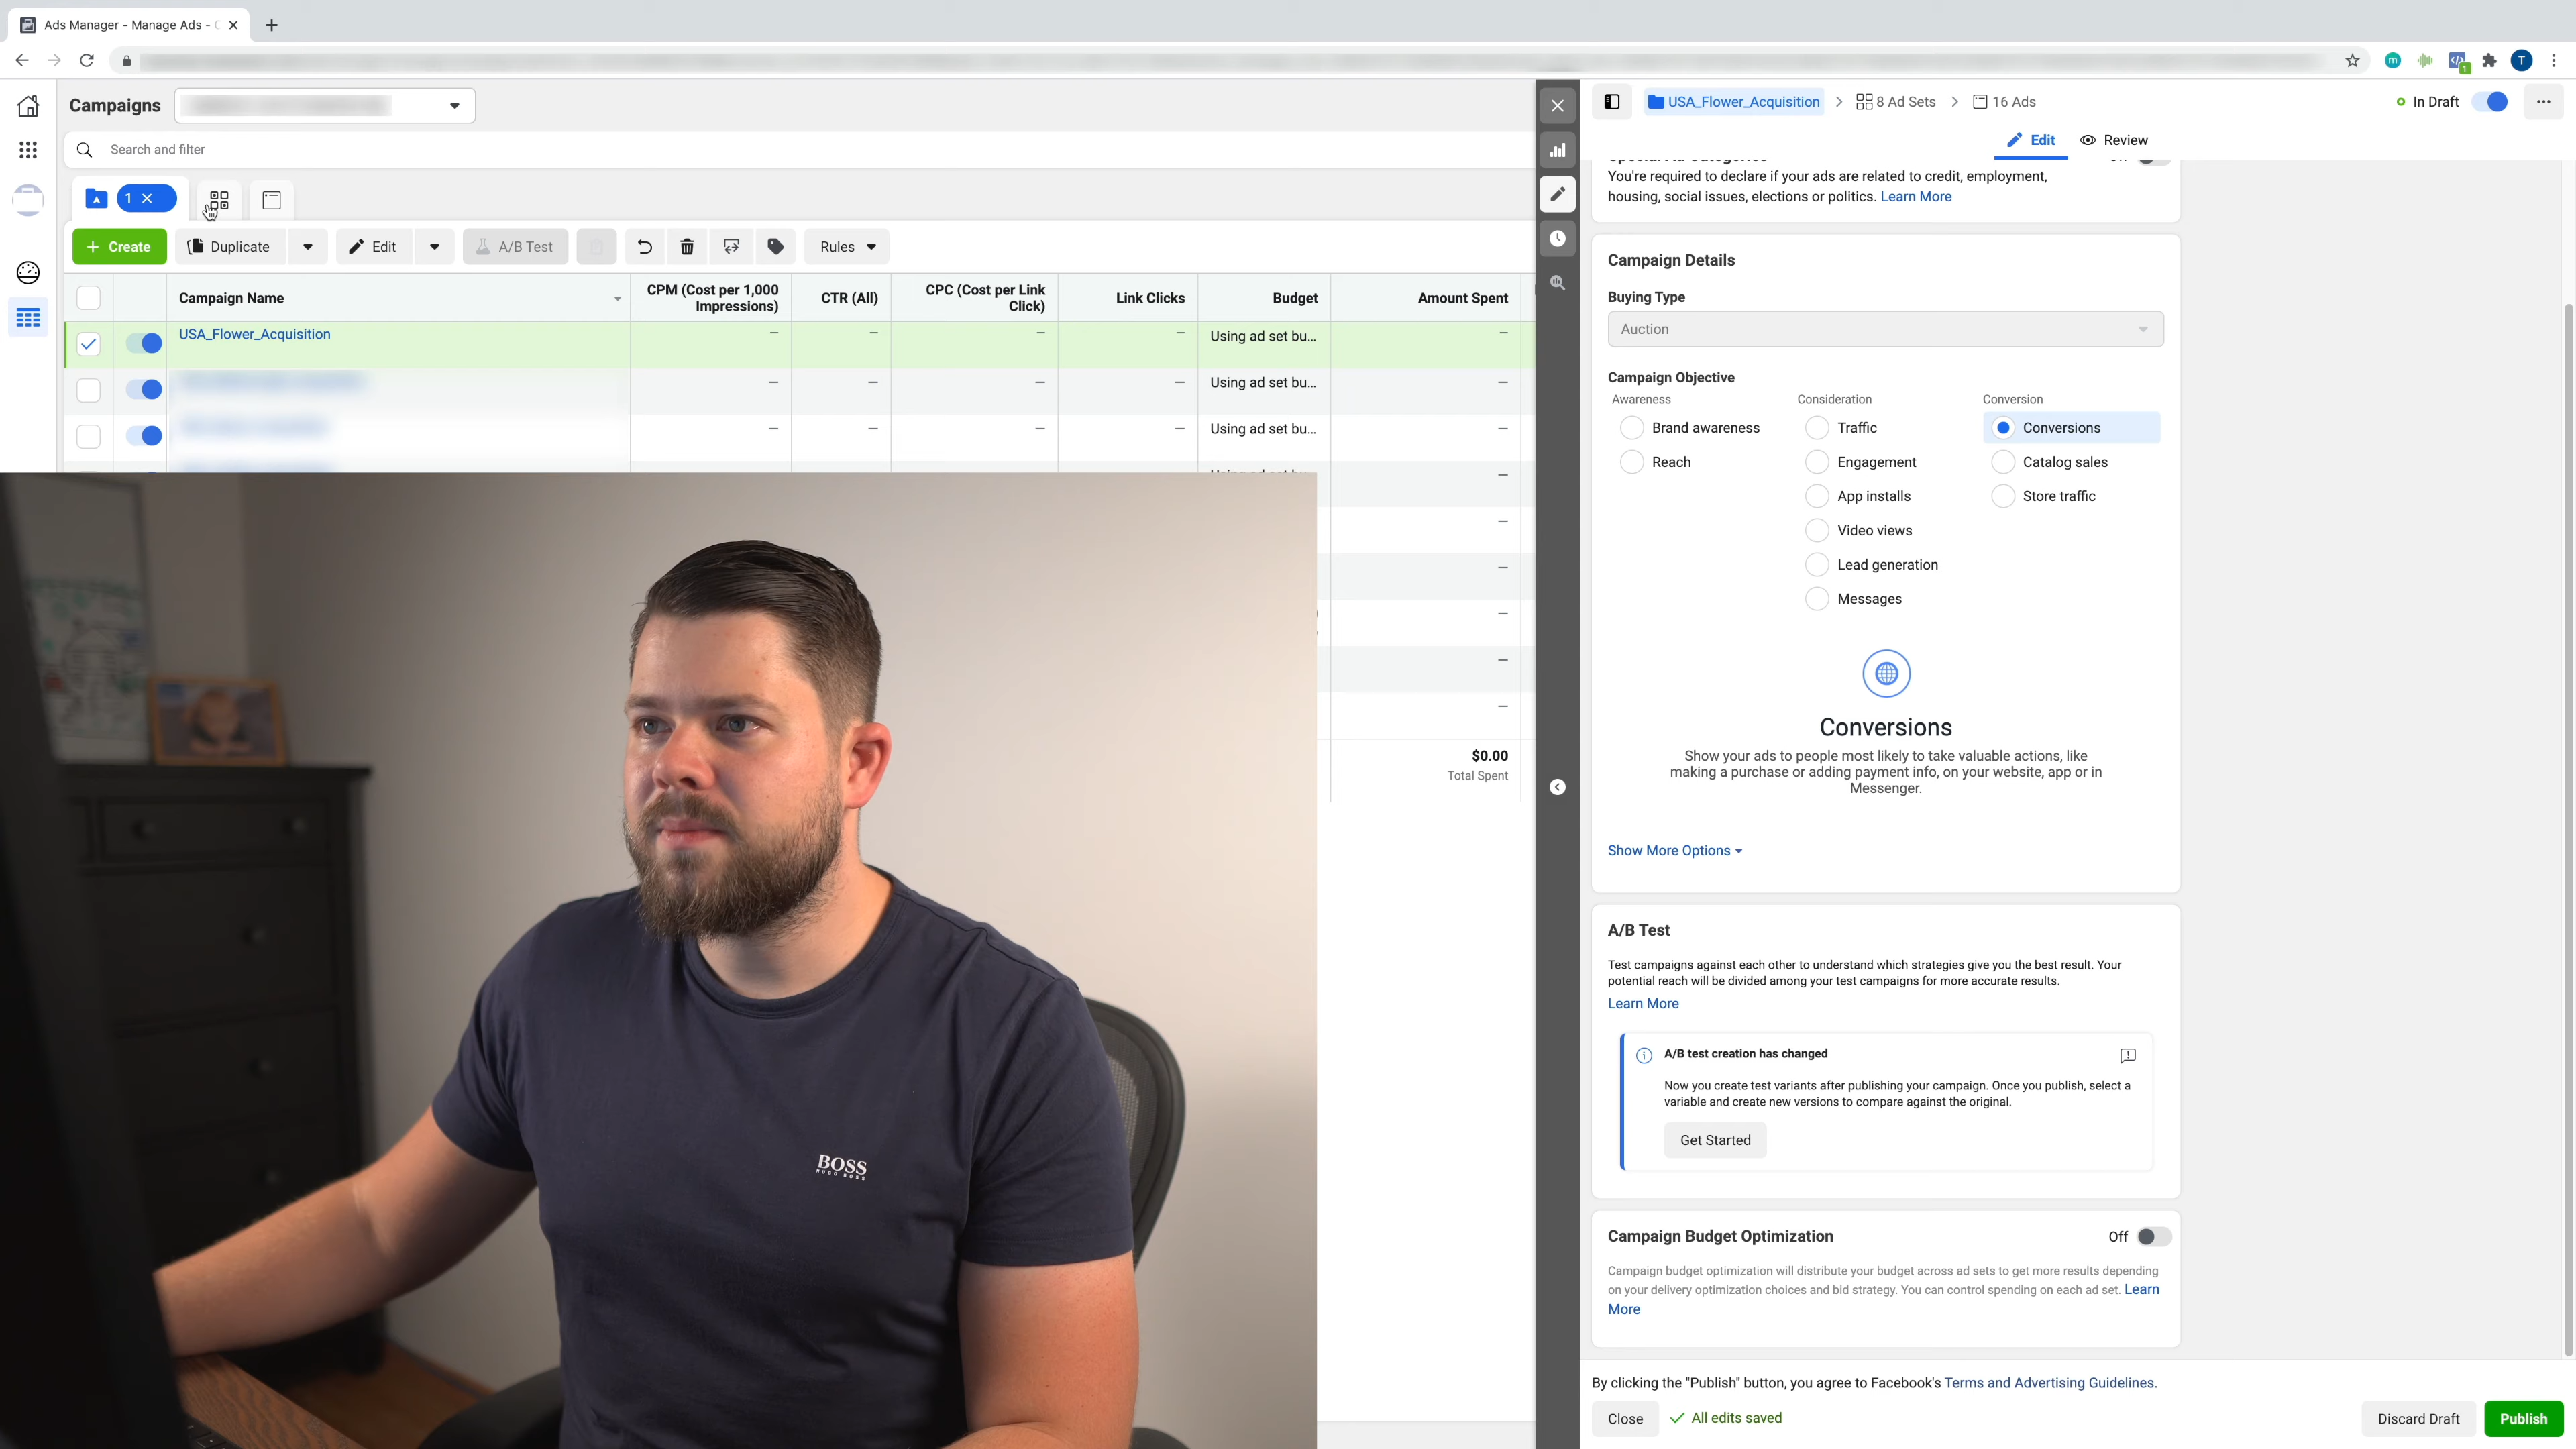 Ads Manager - Manage Ads -
Campaigns
Search and filter
1
Create
Duplicate
Edit
A/B Test
Rules
Campaign Name
CPM (Cost per 1,000
Impressions)
CTR (All)
CPC (Cost per Link
Click)
Link Clicks
Budget
Amount Spent
USA_Flower_Acquisition
Using ad set bu...
Using ad set bu...
Using ad set bu...
$0.00
Total Spent
BOSS
HUGO BOSS
USA_Flower_Acquisition
8 Ad Sets
16 Ads
In Draft
Edit
Review
You're required to declare if your ads are related to credit, employment,
housing, social issues, elections or politics. Learn More
Campaign Details
Buying Type
Auction
Campaign Objective
Awareness
Consideration
Conversion
Brand awareness
Traffic
Conversions
Reach
Engagement
Catalog sales
App installs
Store traffic
Video views
Lead generation
Messages
Conversions
Show your ads to people most likely to take valuable actions, like
making a purchase or adding payment info, on your website, app or in
Messenger.
Show More Options
A/B Test
Test campaigns against each other to understand which strategies give you the best result. Your
potential reach will be divided among your test campaigns for more accurate results.
Learn More
A/B test creation has changed
Now you create test variants after publishing your campaign. Once you publish, select a
variable and create new versions to compare against the original.
Get Started
Campaign Budget Optimization
Off
Campaign budget optimization will distribute your budget across ad sets to get more results depending
on your delivery optimization choices and bid strategy. You can control spending on each ad set. Learn
More
By clicking the "Publish" button, you agree to Facebook's Terms and Advertising Guidelines.
Close
All edits saved
Discard Draft
Publish